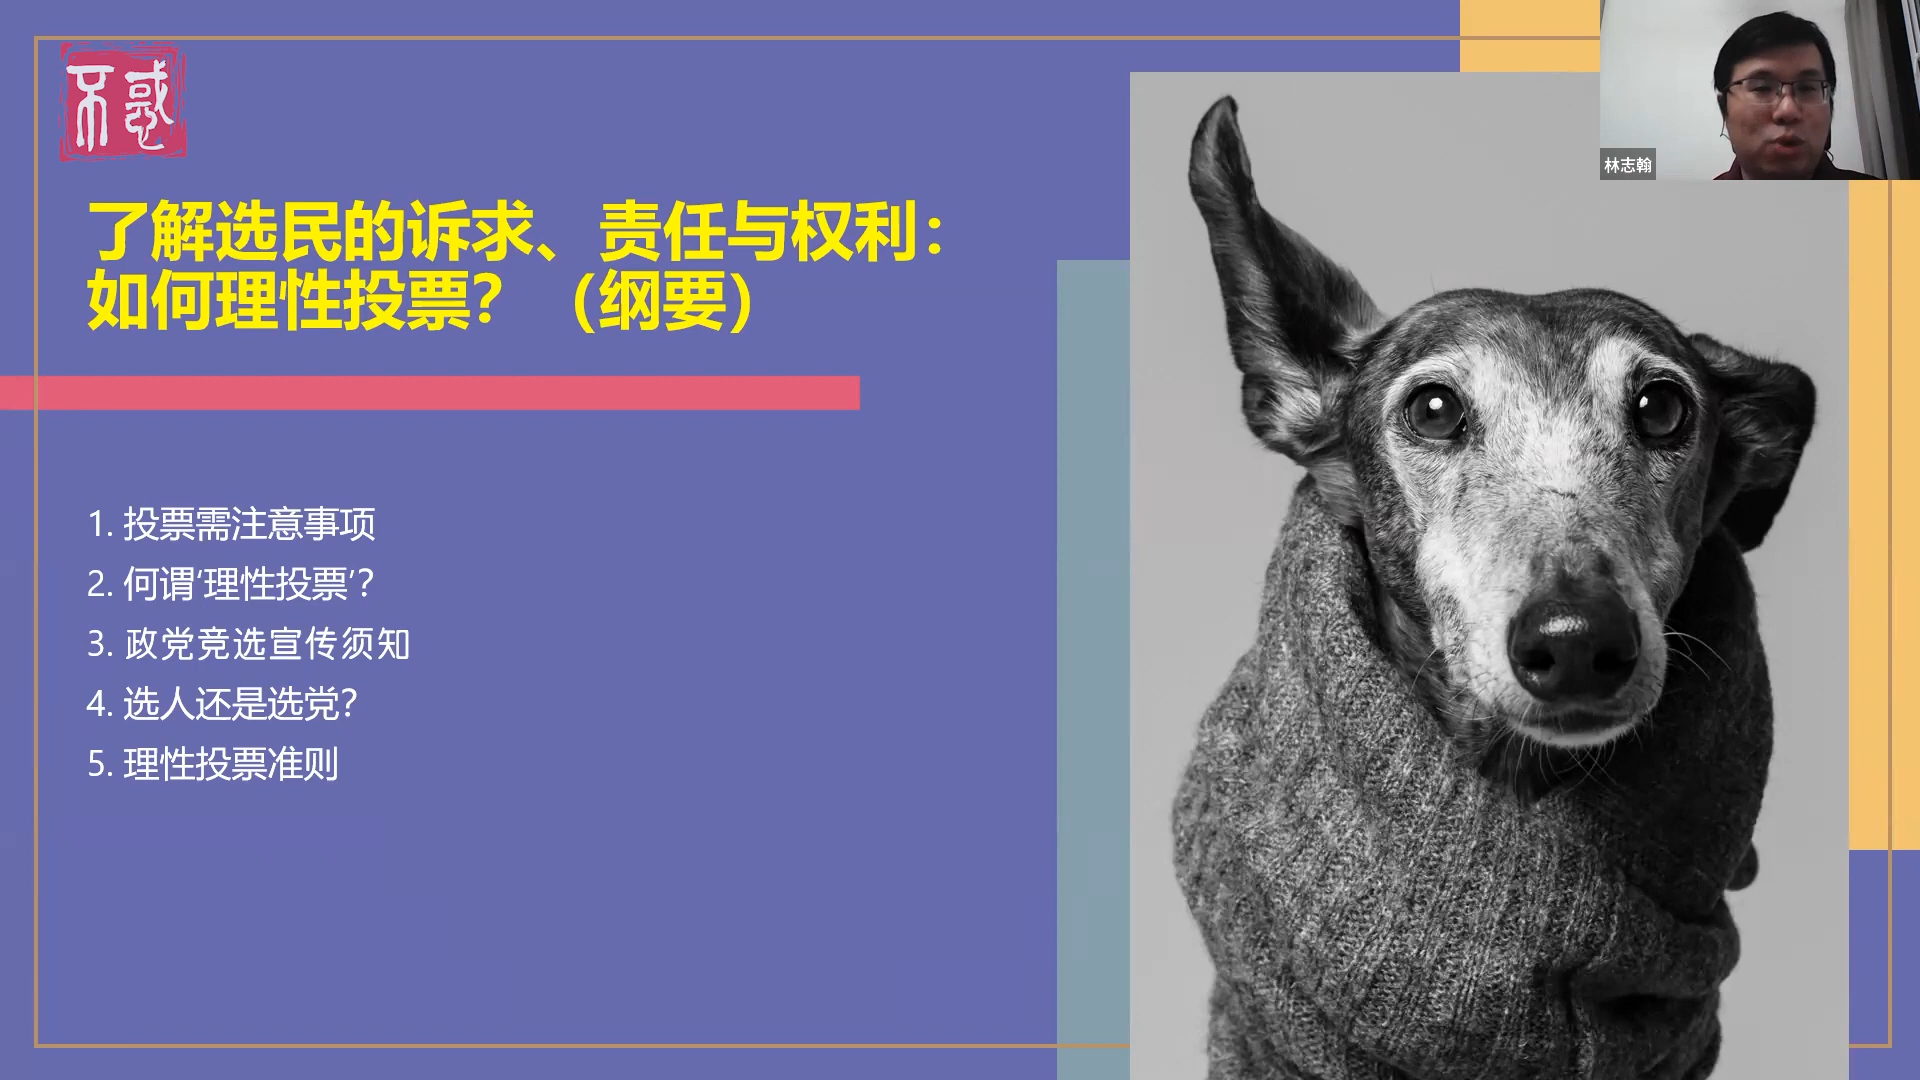 不惑
林志翰
了解选民的诉求、责任与权利：
如何理性投票？（纲要）
1. 投票需注意事项
2. 何谓‘理性投票’？
3. 政党竞选宣传须知
4. 选人还是选党？
5. 理性投票准则